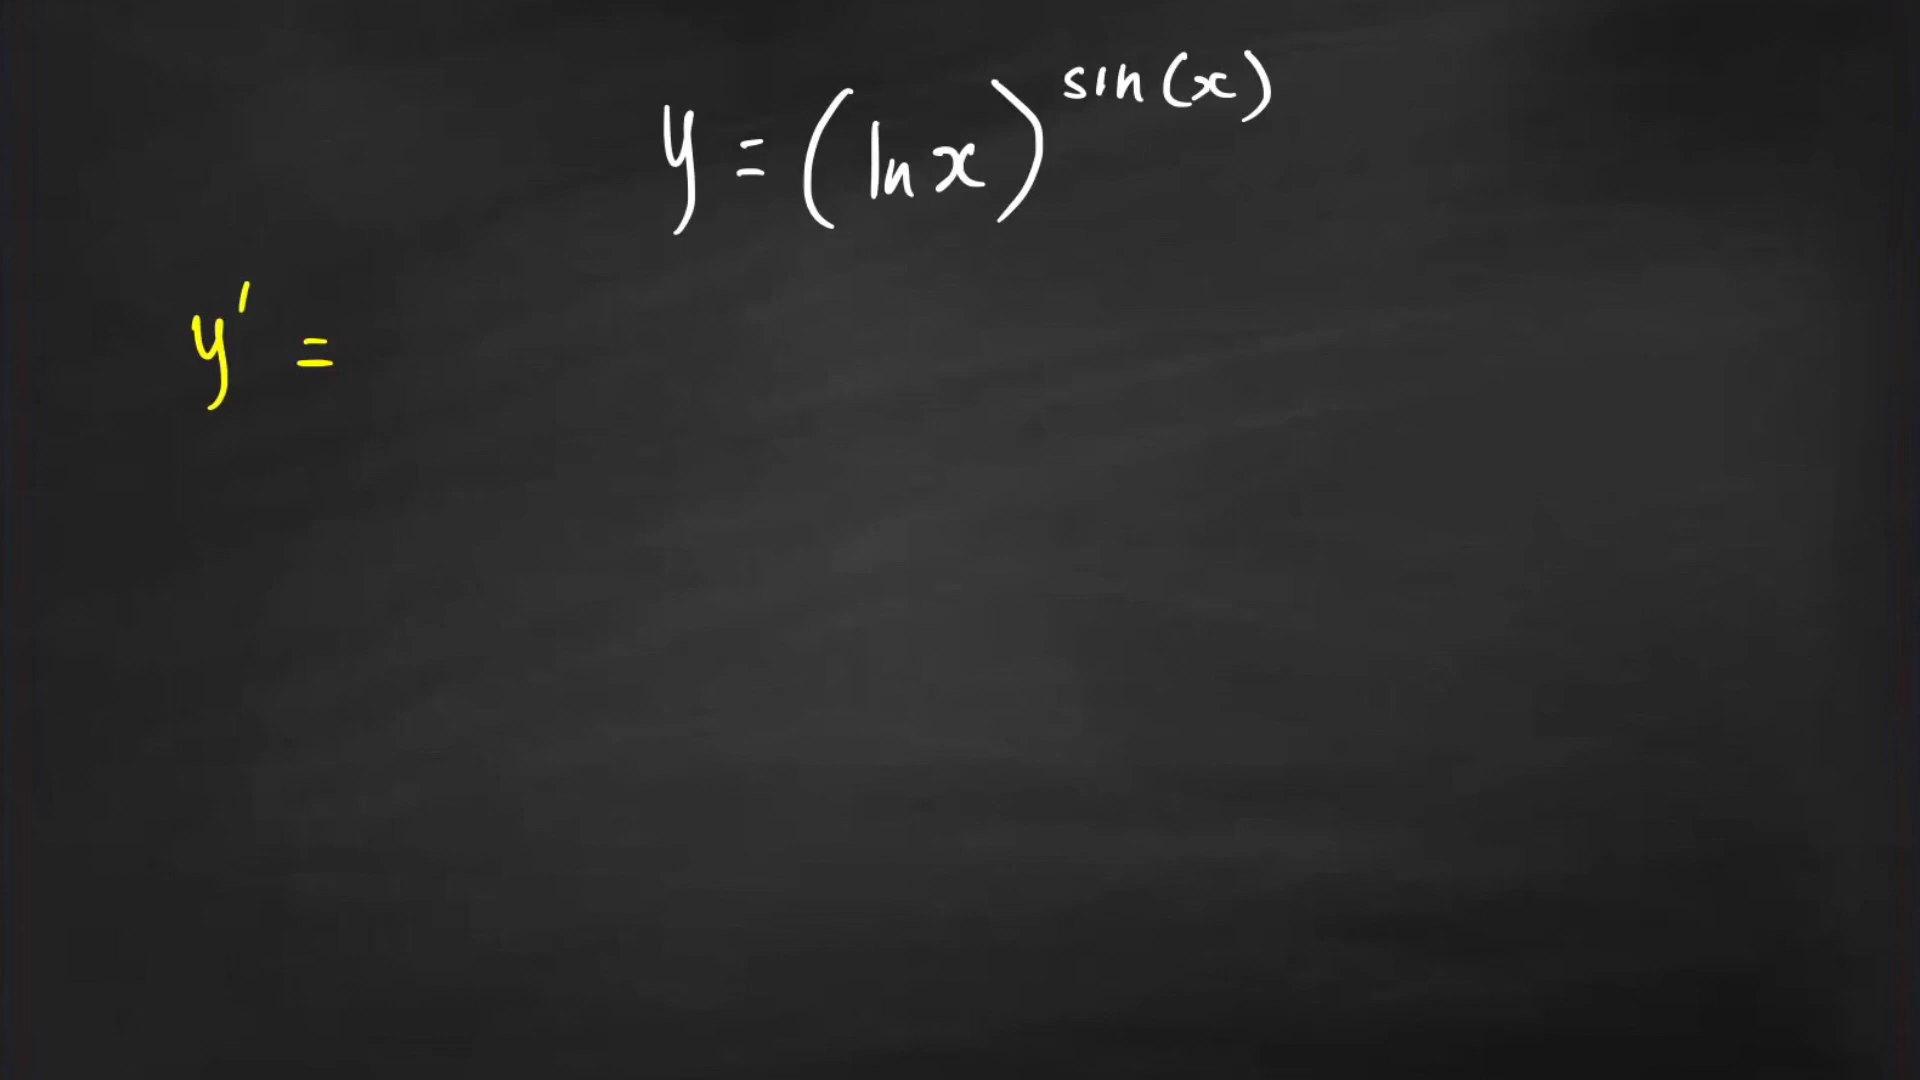 y = (ln x)^sin(x)
y' =